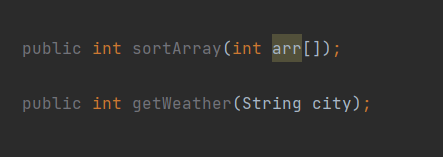 public int sortArray(int arr[]);
public int getWeather(String city);